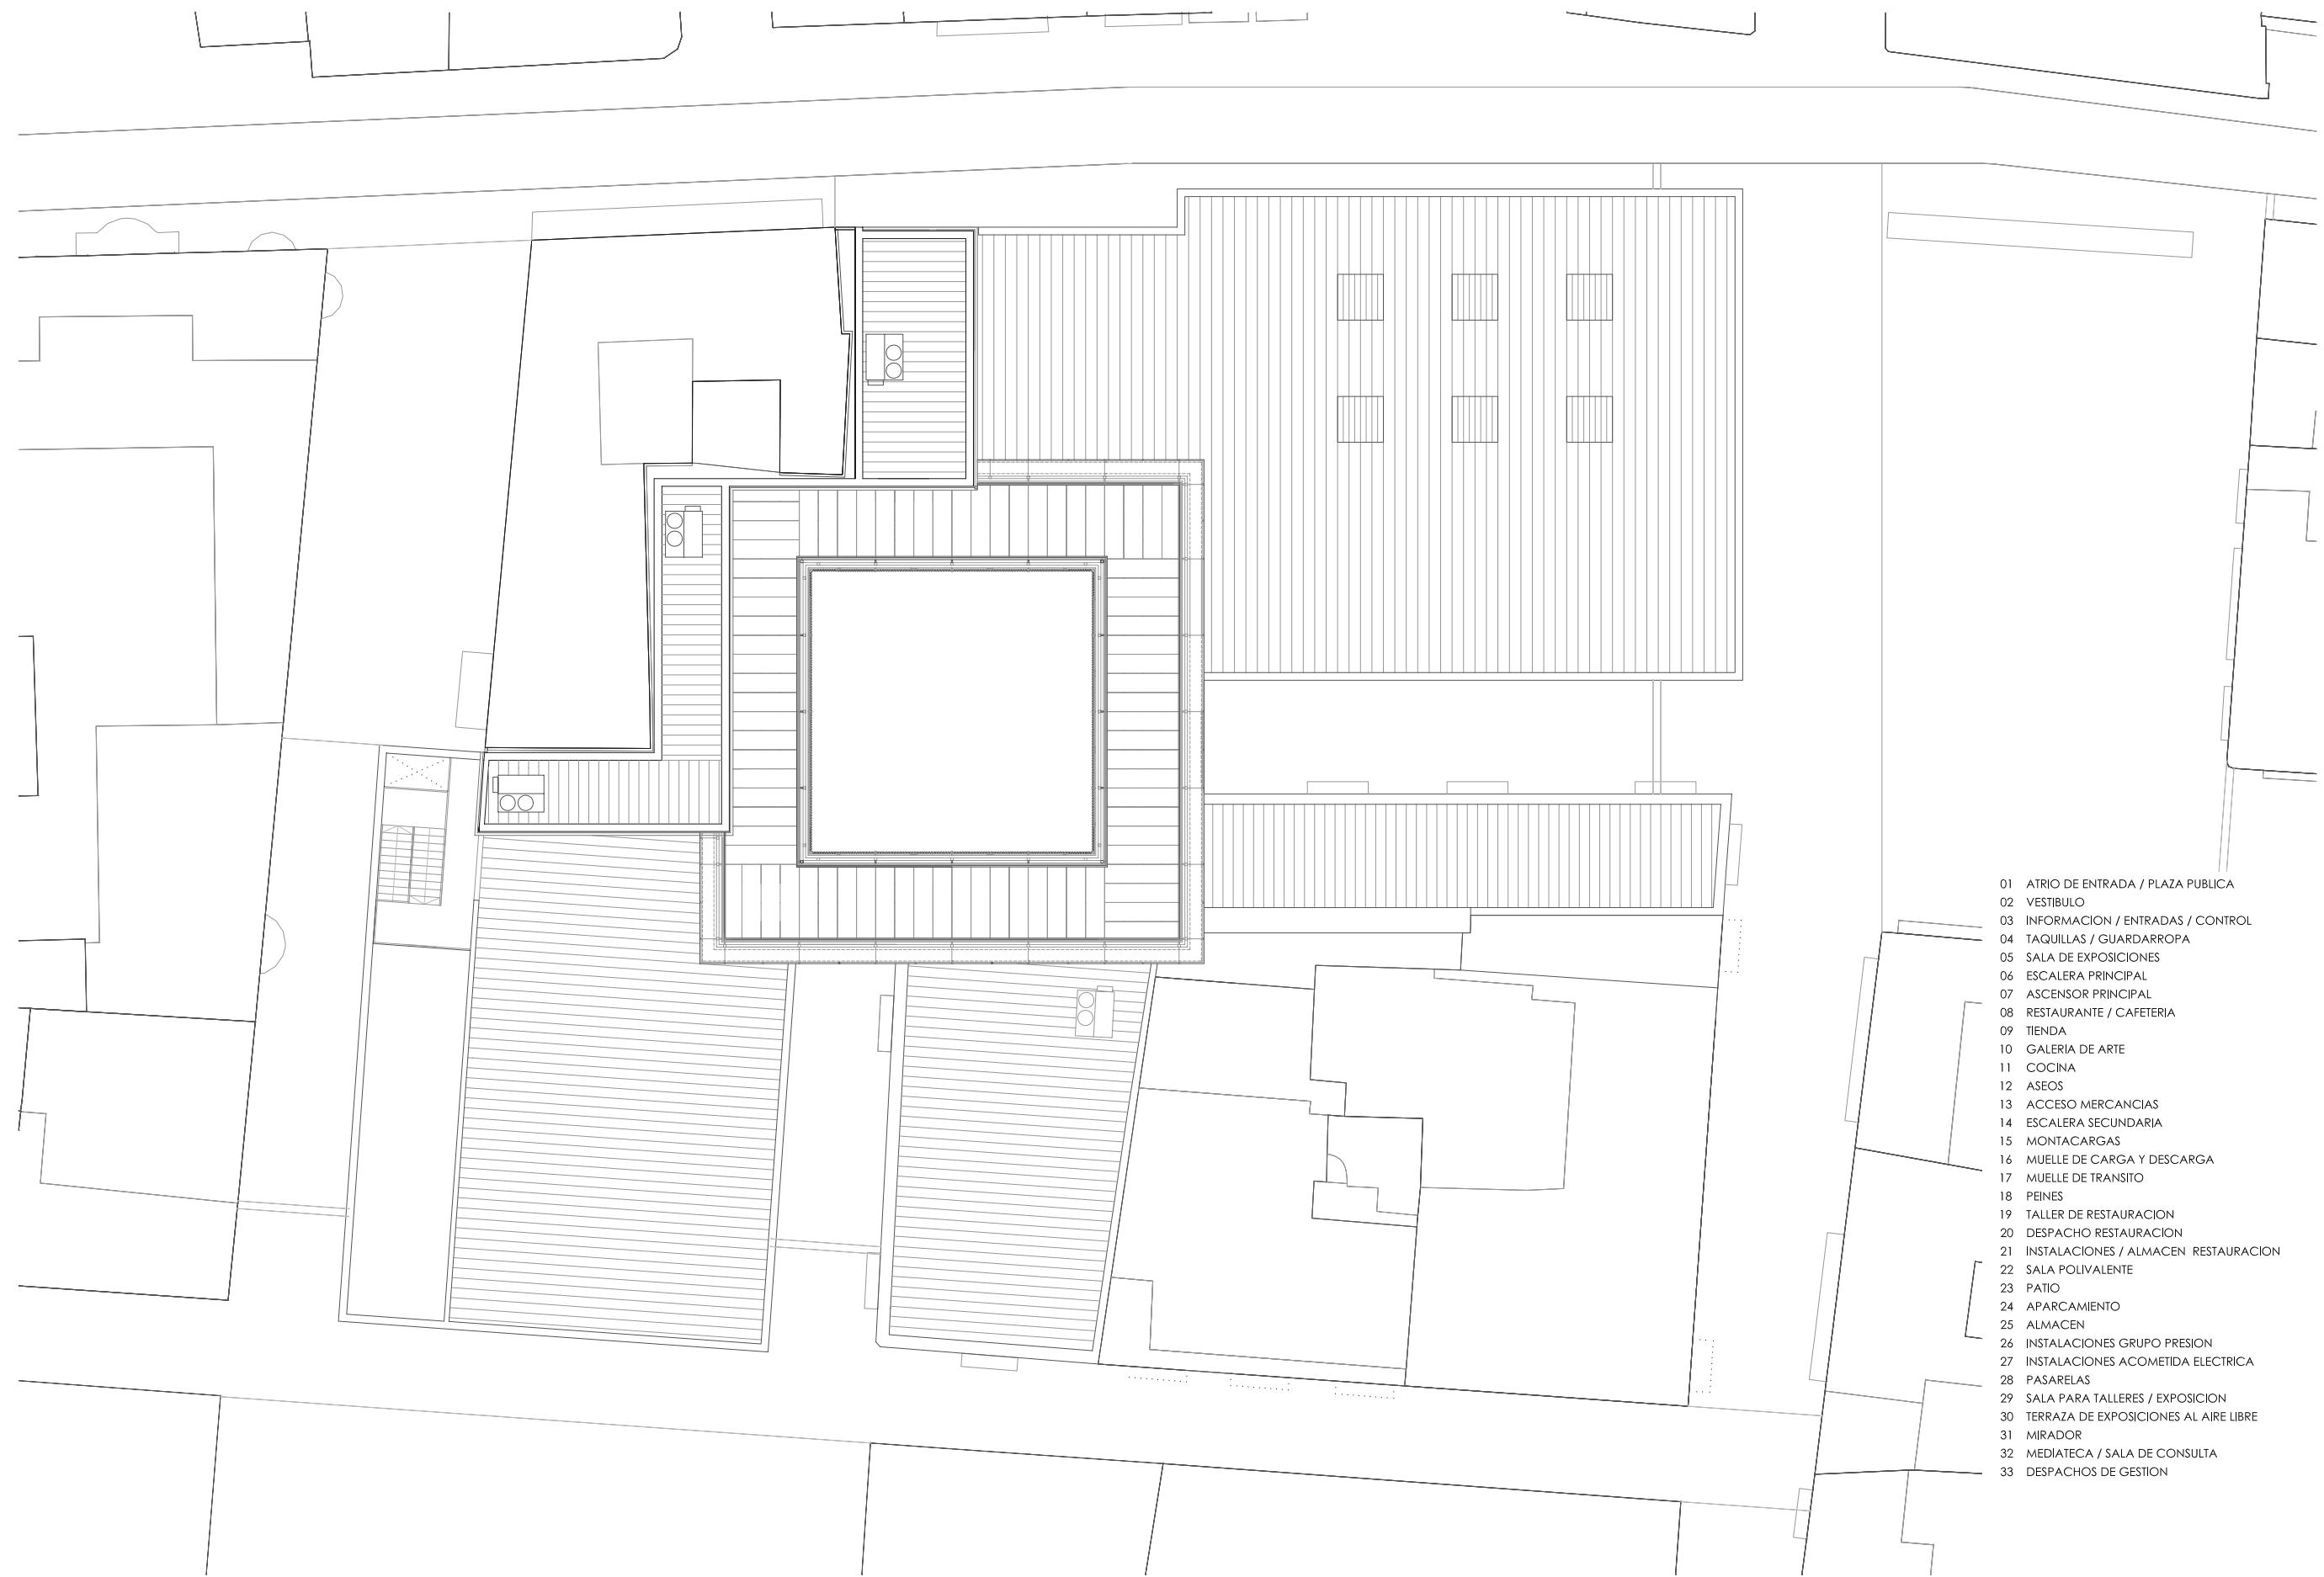 01 ATRIO DE ENTRADA / PLAZA PUBLICA
02 VESTIBULO
03 INFORMACION / ENTRADAS / CONTROL
04 TAQUILLAS / GUARDARROPA
05 SALA DE EXPOSICIONES
06 ESCALERA PRINCIPAL
07 ASCENSOR PRINCIPAL
08 RESTAURANTE / CAFETERIA
09 TIENDA
10 GALERIA DE ARTE
11 COCINA
12 ASEOS
13 ACCESO MERCANCIAS
14 ESCALERA SECUNDARIA
15 MONTACARGAS
16 MUELLE DE CARGA Y DESCARGA
17 MUELLE DE TRANSITO
18 PEINES
19 TALLER DE RESTAURACION
20 DESPACHO RESTAURACION
21 INSTALACIONES / ALMACEN RESTAURACION
22 SALA POLIVALENTE
23 PATIO
24 APARCAMIENTO
25 ALMACEN
26 INSTALACIONES GRUPO PRESION
27 INSTALACIONES ACOMETIDA ELECTRICA
28 PASARELAS
29 SALA PARA TALLERES / EXPOSICION
30 TERRAZA DE EXPOSICIONES AL AIRE LIBRE
31 MIRADOR
32 MEDIATECA / SALA DE CONSULTA
33 DESPACHOS DE GESTION